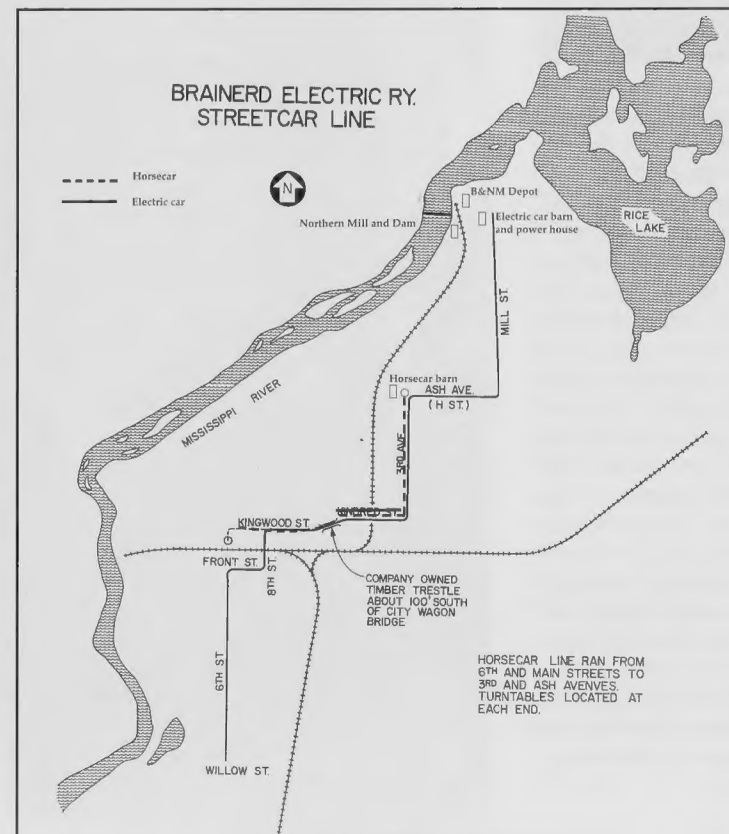 BRAINERD ELECTRIC RY.
STREETCAR LINE
Horsecar
Electric car
N
B&NM Depot
Northern Mill and Dam
Electric car barn
and power house
RICE
LAKE
MILL ST.
Horsecar barn
ASH AVE.
(H ST.)
MISSISSIPPI RIVER
3RD AVE.
KINDRED ST.
KINGWOOD ST.
FRONT ST.
8TH ST.
COMPANY OWNED
TIMBER TRESTLE
ABOUT 100' SOUTH
OF CITY WAGON
BRIDGE
6TH ST.
HORSECAR LINE RAN FROM
6TH AND MAIN STREETS TO
3RD AND ASH AVENVES.
TURNTABLES LOCATED AT
EACH END.
WILLOW ST.